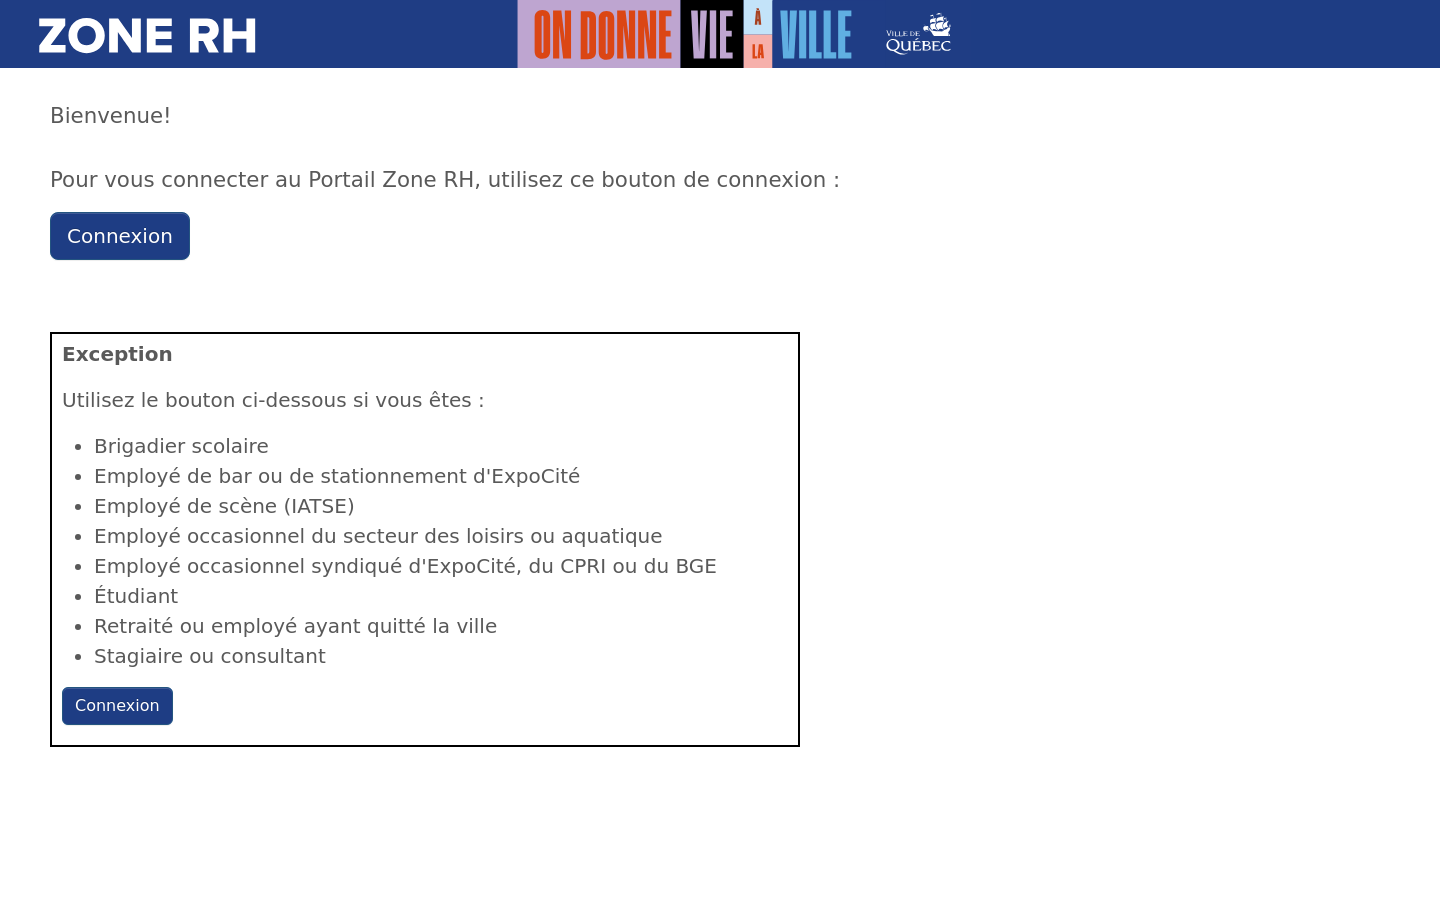 ZONE RH
ON DONNE VIE À LA VILLE
VILLE DE
QUÉBEC
Bienvenue!
Pour vous connecter au Portail Zone RH, utilisez ce bouton de connexion :
Connexion
Exception
Utilisez le bouton ci-dessous si vous êtes :
• Brigadier scolaire
• Employé de bar ou de stationnement d'ExpoCité
• Employé de scène (IATSE)
• Employé occasionnel du secteur des loisirs ou aquatique
• Employé occasionnel syndiqué d'ExpoCité, du CPRI ou du BGE
• Étudiant
• Retraité ou employé ayant quitté la ville
• Stagiaire ou consultant
Connexion